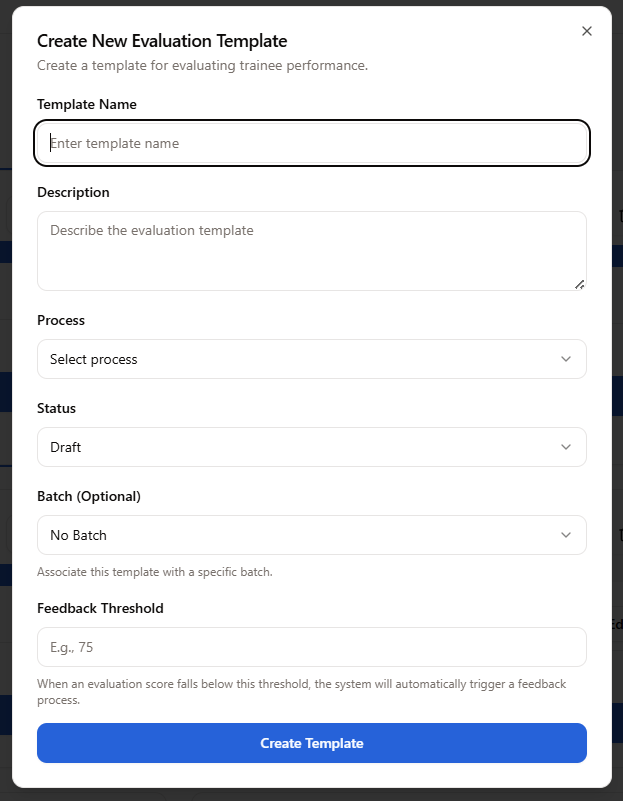 Create New Evaluation Template
Create a template for evaluating trainee performance.
Template Name
Enter template name
Description
Describe the evaluation template
Process
Select process
Status
Draft
Batch (Optional)
No Batch
Associate this template with a specific batch.
Feedback Threshold
E.g., 75
When an evaluation score falls below this threshold, the system will automatically trigger a feedback
process.
Create Template